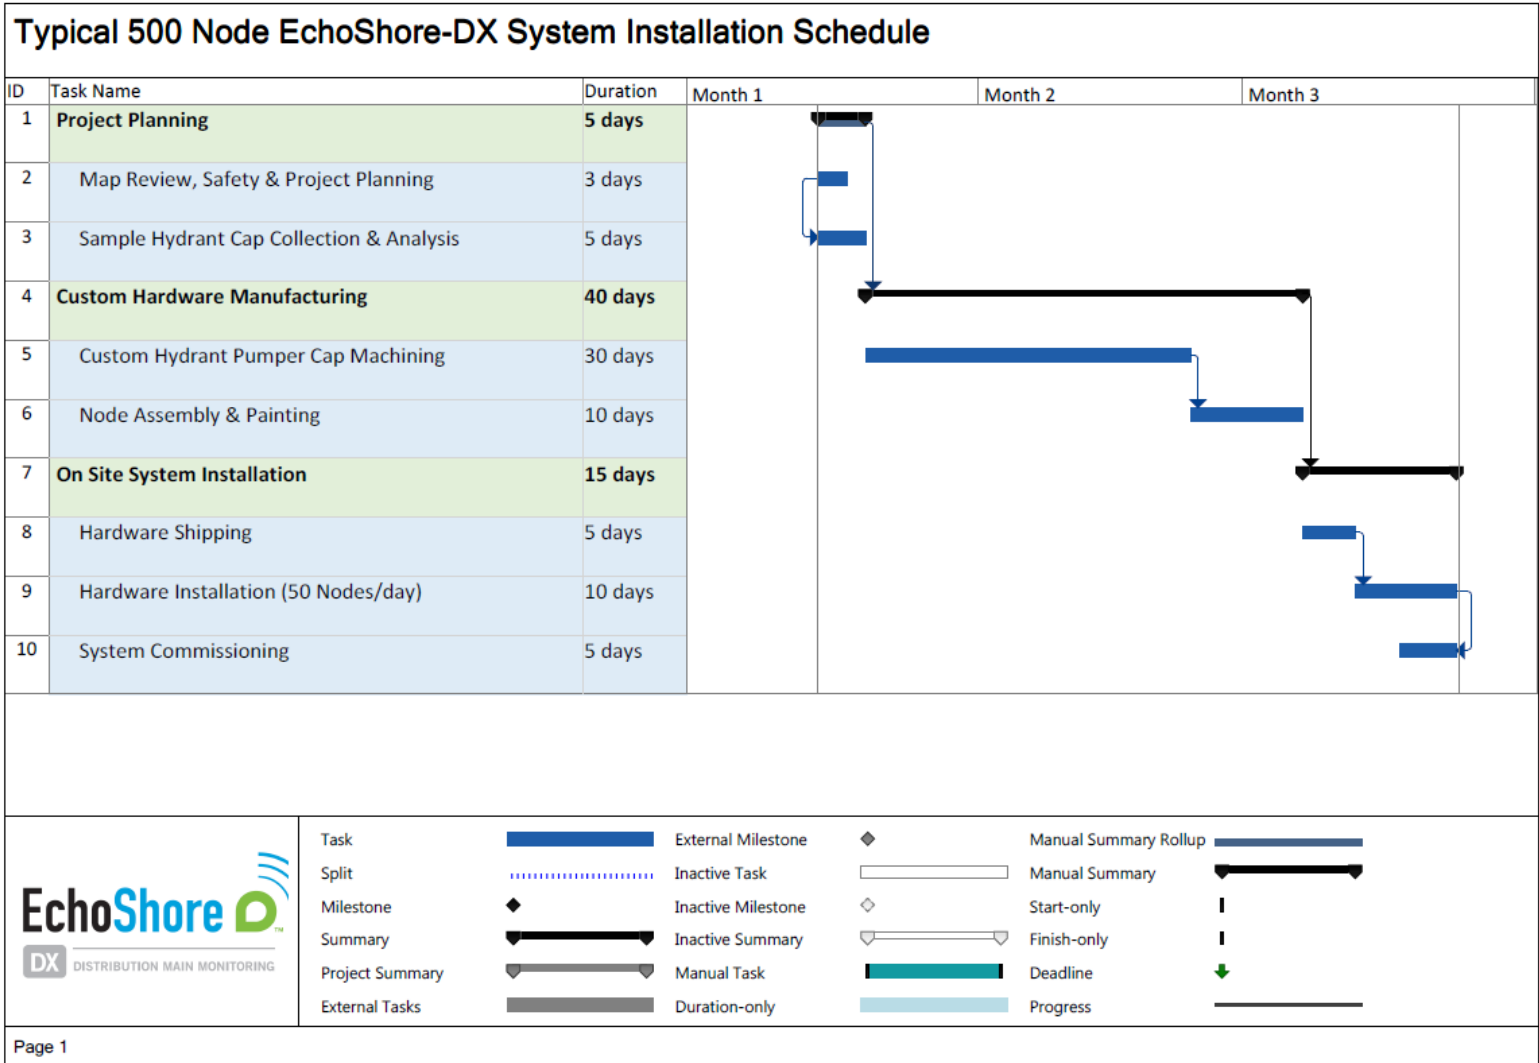 Typical 500 Node EchoShore-DX System Installation Schedule
ID Task Name Duration Month 1 Month 2 Month 3
1 Project Planning 5 days
2 Map Review, Safety & Project Planning 3 days
3 Sample Hydrant Cap Collection & Analysis 5 days
4 Custom Hardware Manufacturing 40 days
5 Custom Hydrant Pumper Cap Machining 30 days
6 Node Assembly & Painting 10 days
7 On Site System Installation 15 days
8 Hardware Shipping 5 days
9 Hardware Installation (50 Nodes/day) 10 days
10 System Commissioning 5 days
EchoShore ™
DX DISTRIBUTION MAIN MONITORING
Task External Milestone Manual Summary Rollup
Split Inactive Task Manual Summary
Milestone Inactive Milestone Start-only
Summary Inactive Summary Finish-only
Project Summary Manual Task Deadline
External Tasks Duration-only Progress
Page 1